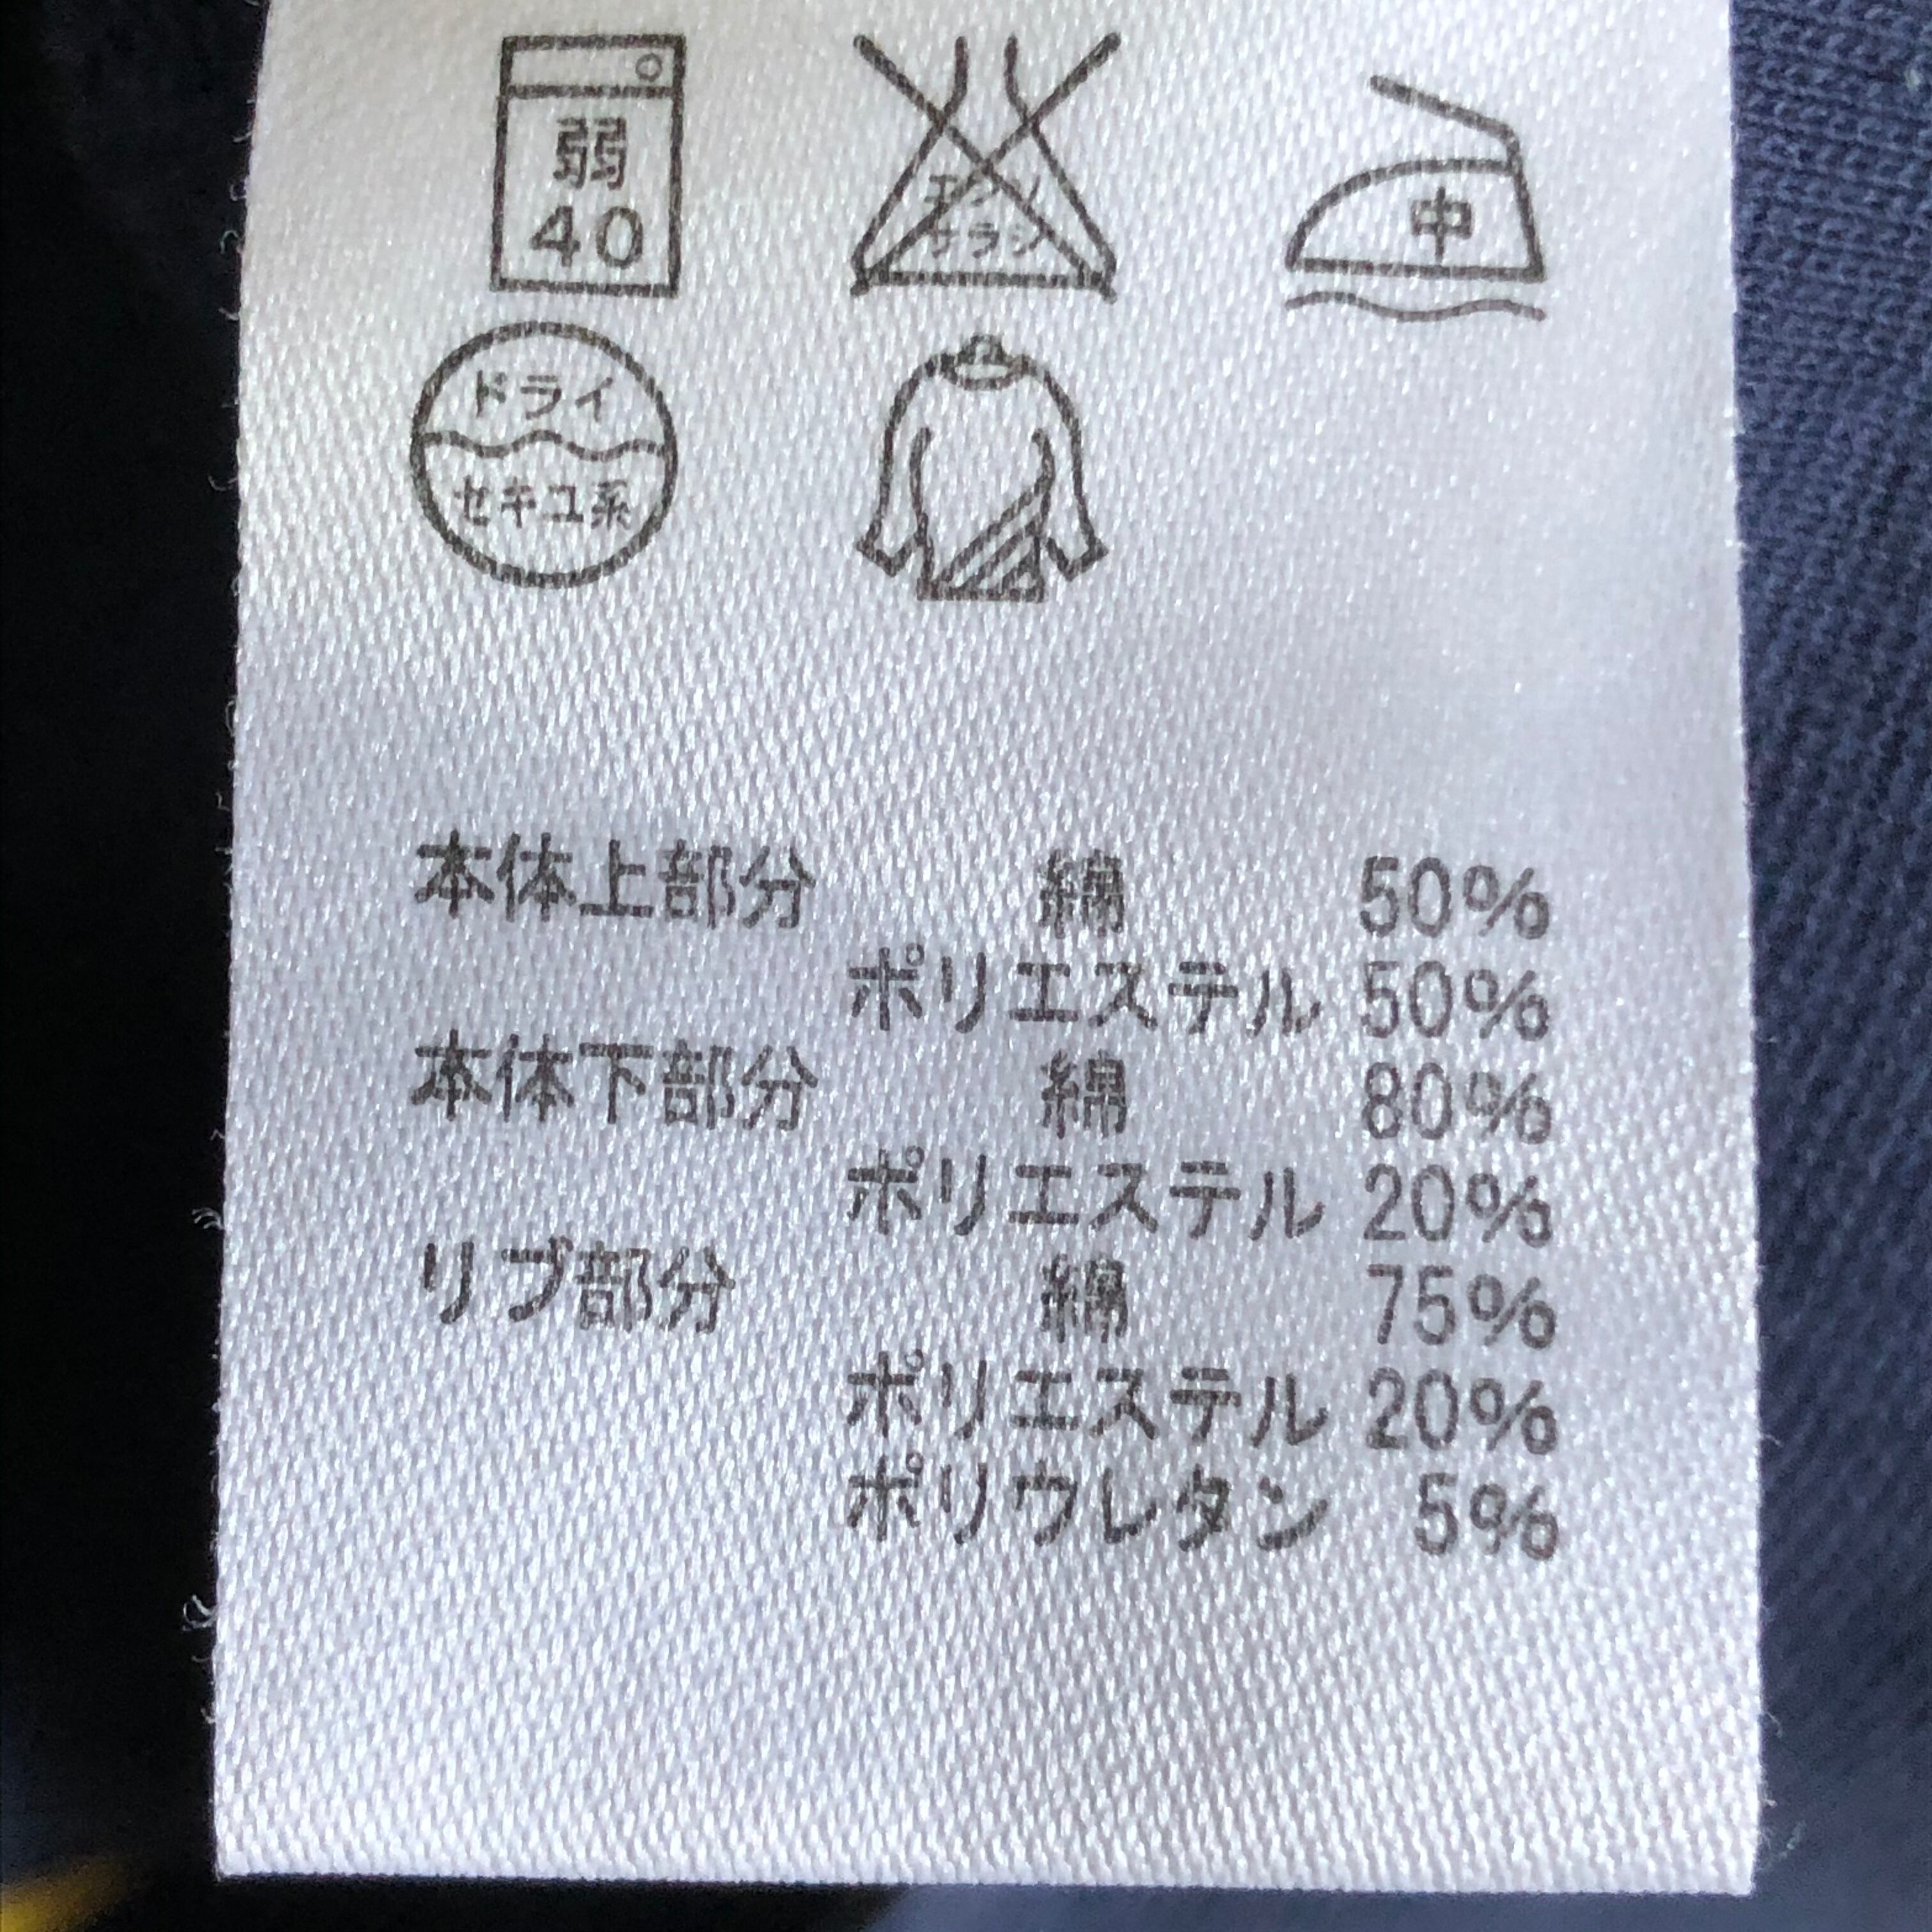 弱
40
エンソ
サラシ
中
ドライ
セキユ系
本体上部分 綿 50%
ポリエステル 50%
本体下部分 綿 80%
ポリエステル 20%
リブ部分 綿 75%
ポリエステル 20%
ポリウレタン 5%